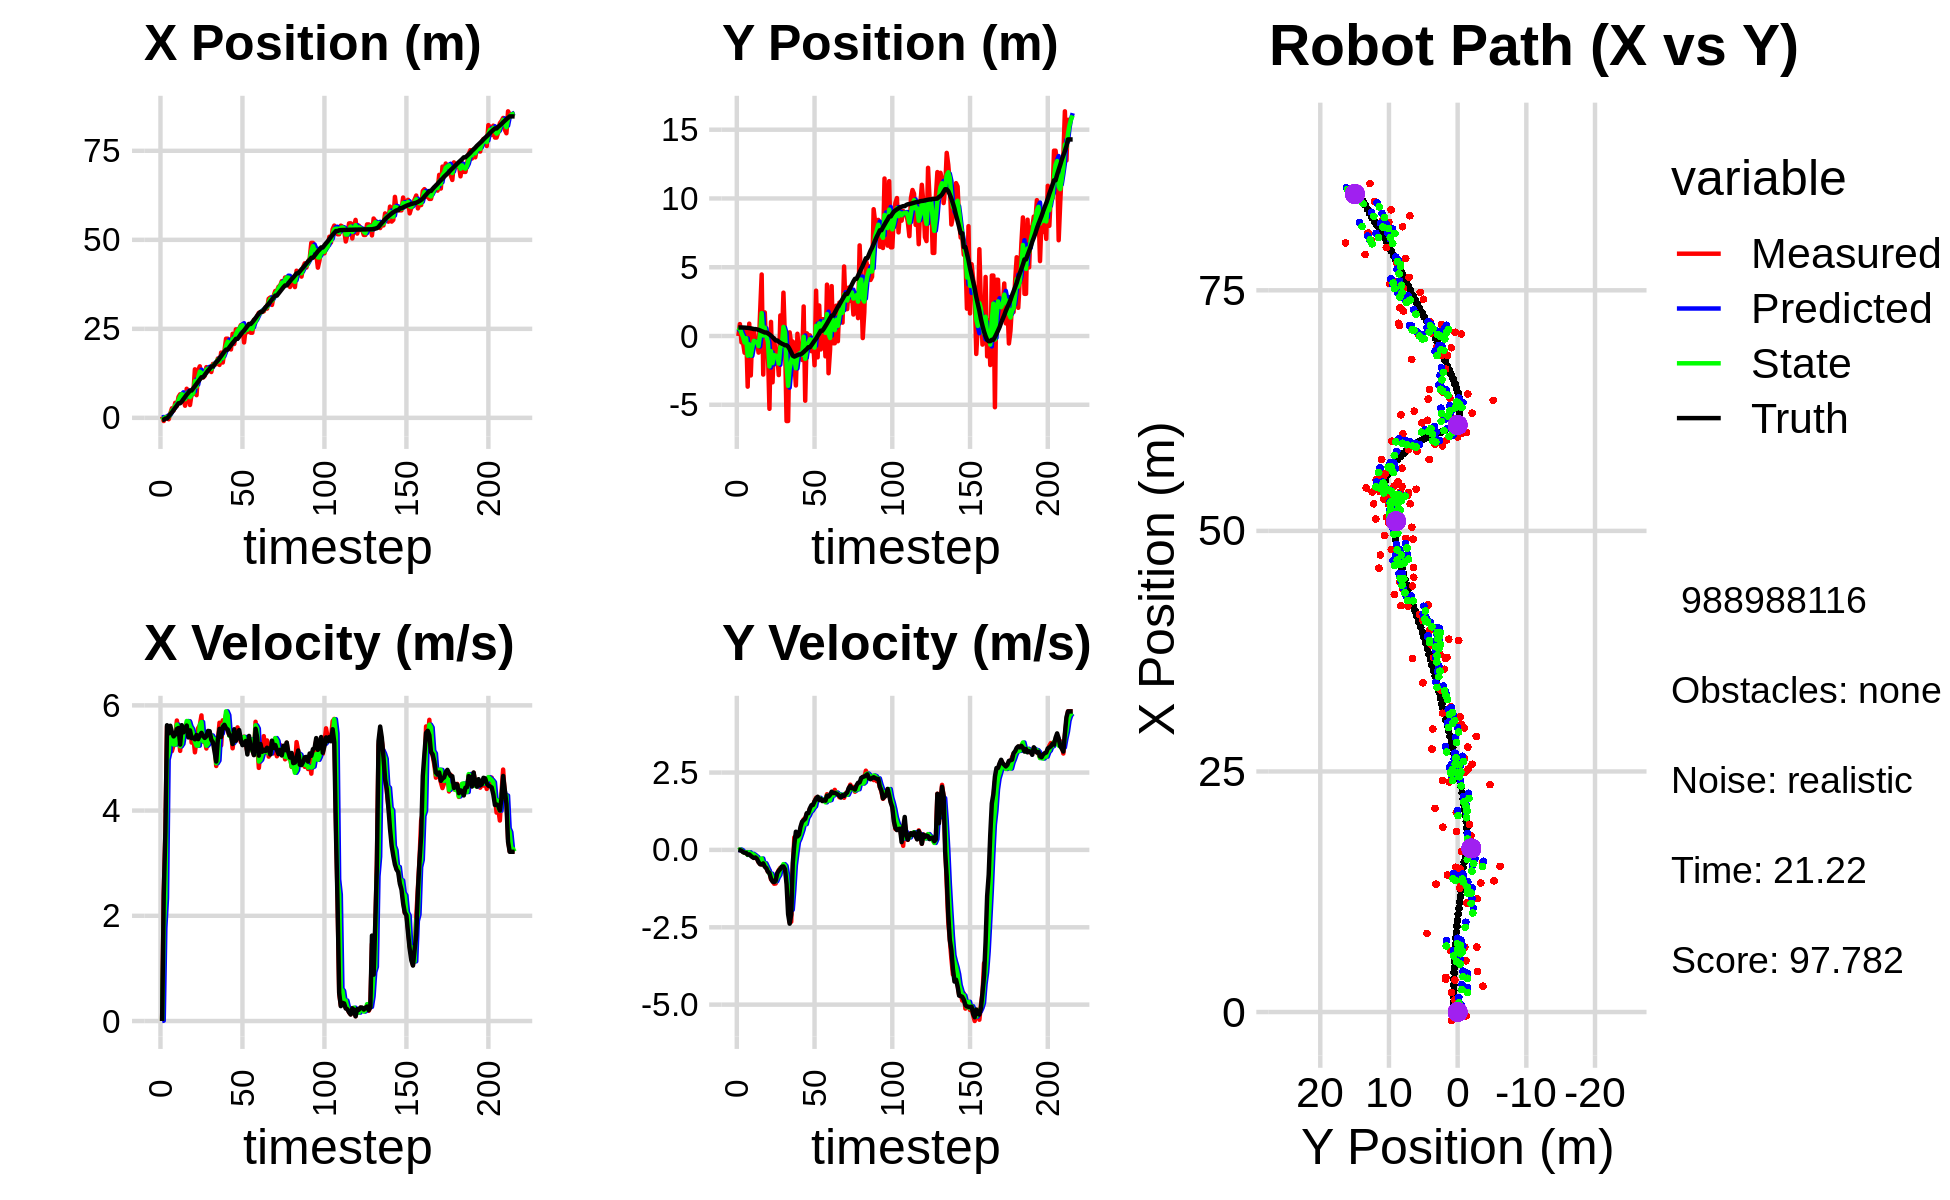 X Position (m)
75
50
25
0
0
50
100
150
200
timestep
Y Position (m)
15
10
5
0
-5
0
50
100
150
200
timestep
X Velocity (m/s)
6
4
2
0
0
50
100
150
200
timestep
Y Velocity (m/s)
2.5
0.0
-2.5
-5.0
0
50
100
150
200
timestep
Robot Path (X vs Y)
X Position (m)
75
50
25
0
20 10 0 -10 -20
Y Position (m)
variable
Measured
Predicted
State
Truth
988988116
Obstacles: none
Noise: realistic
Time: 21.22
Score: 97.782